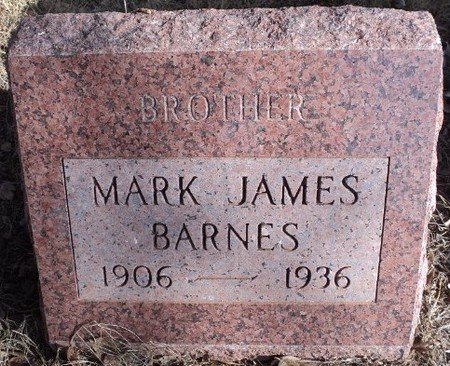 BROTHER
MARK JAMES
BARNES
1906 — 1936